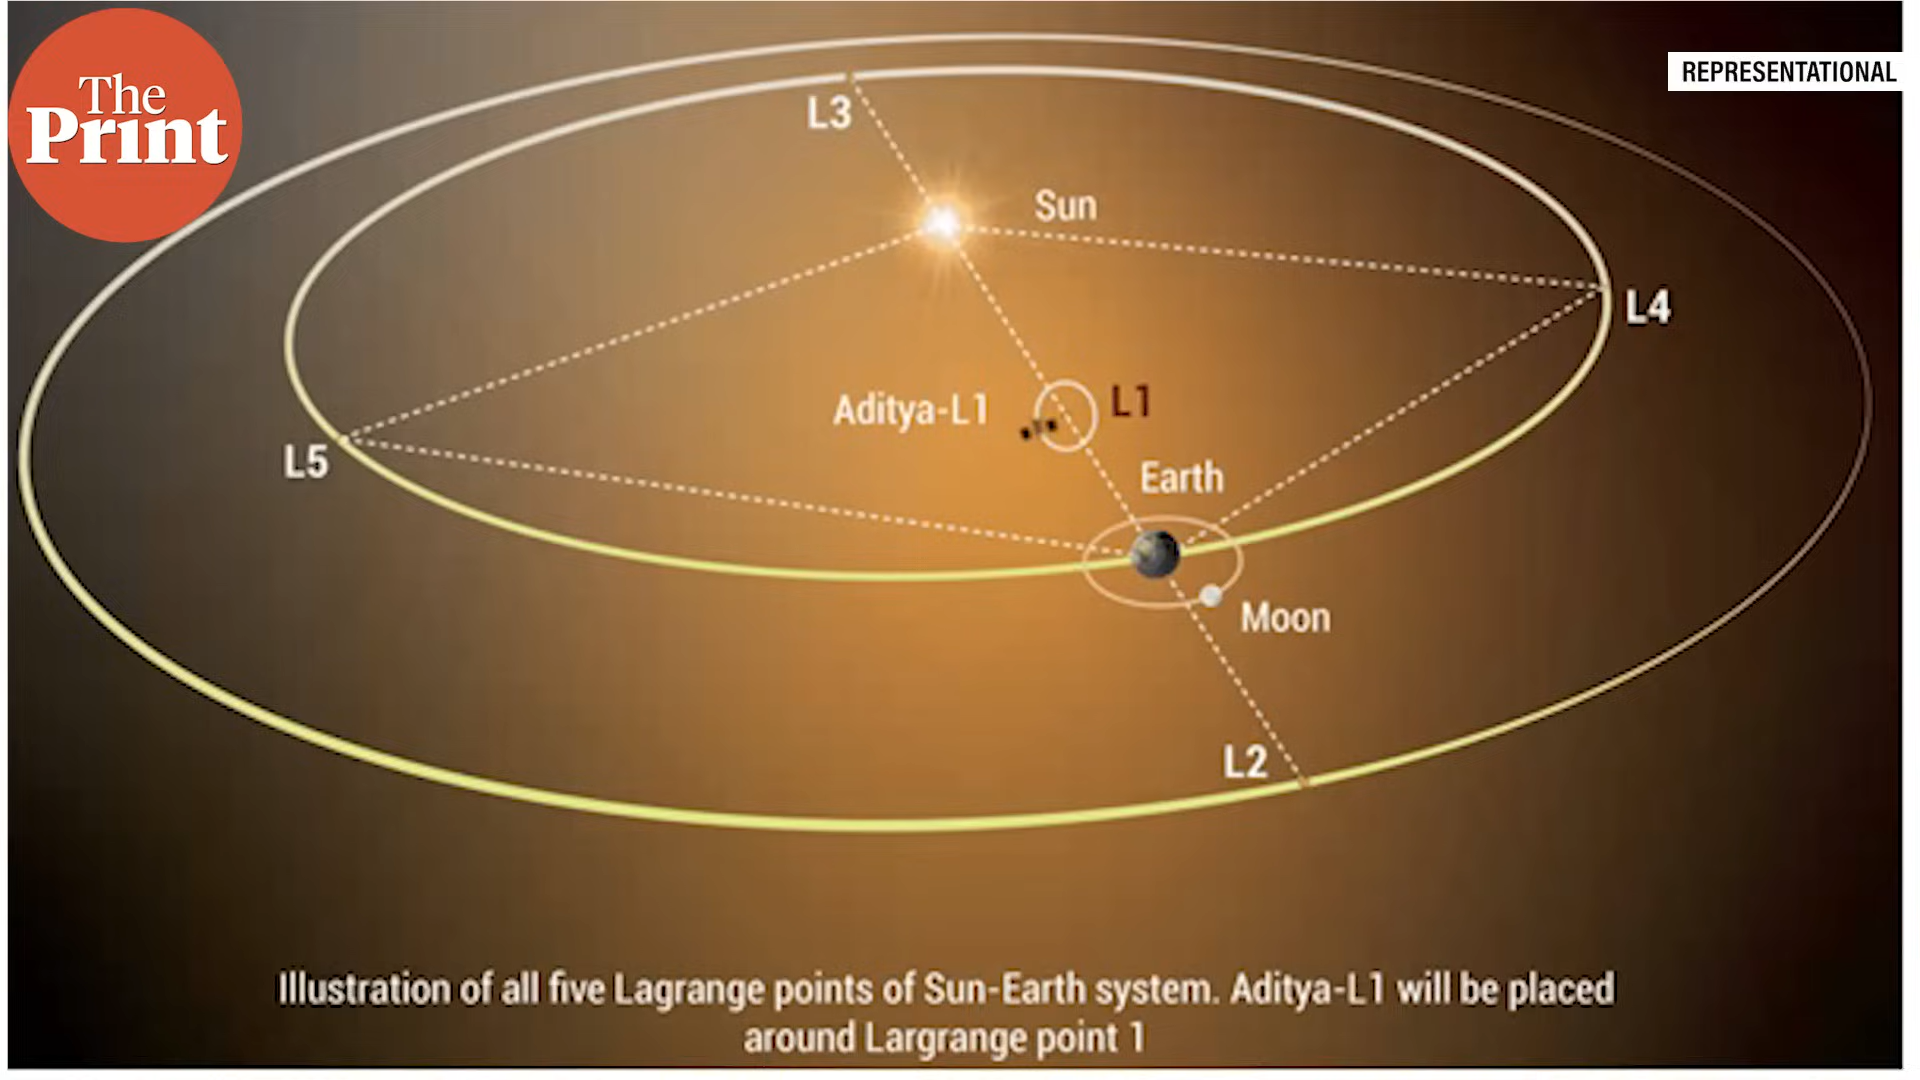 The
Print
REPRESENTATIONAL
L3
Sun
L4
Aditya-L1
L1
L5
Earth
Moon
L2
Illustration of all five Lagrange points of Sun-Earth system. Aditya-L1 will be placed
around Largrange point 1